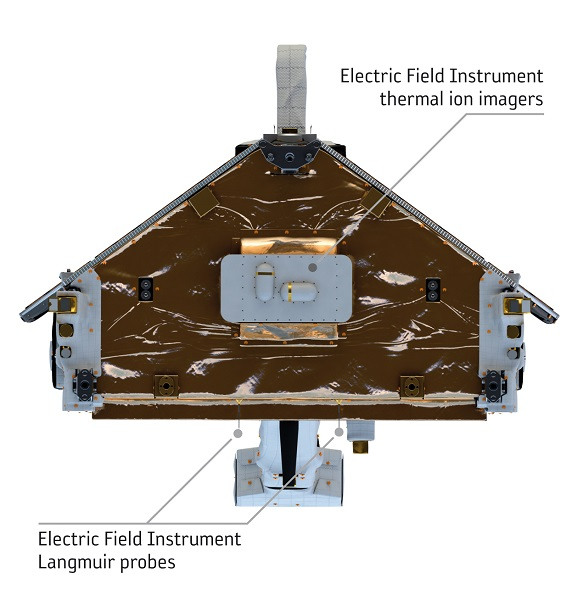 Electric Field Instrument
thermal ion imagers
Electric Field Instrument
Langmuir probes